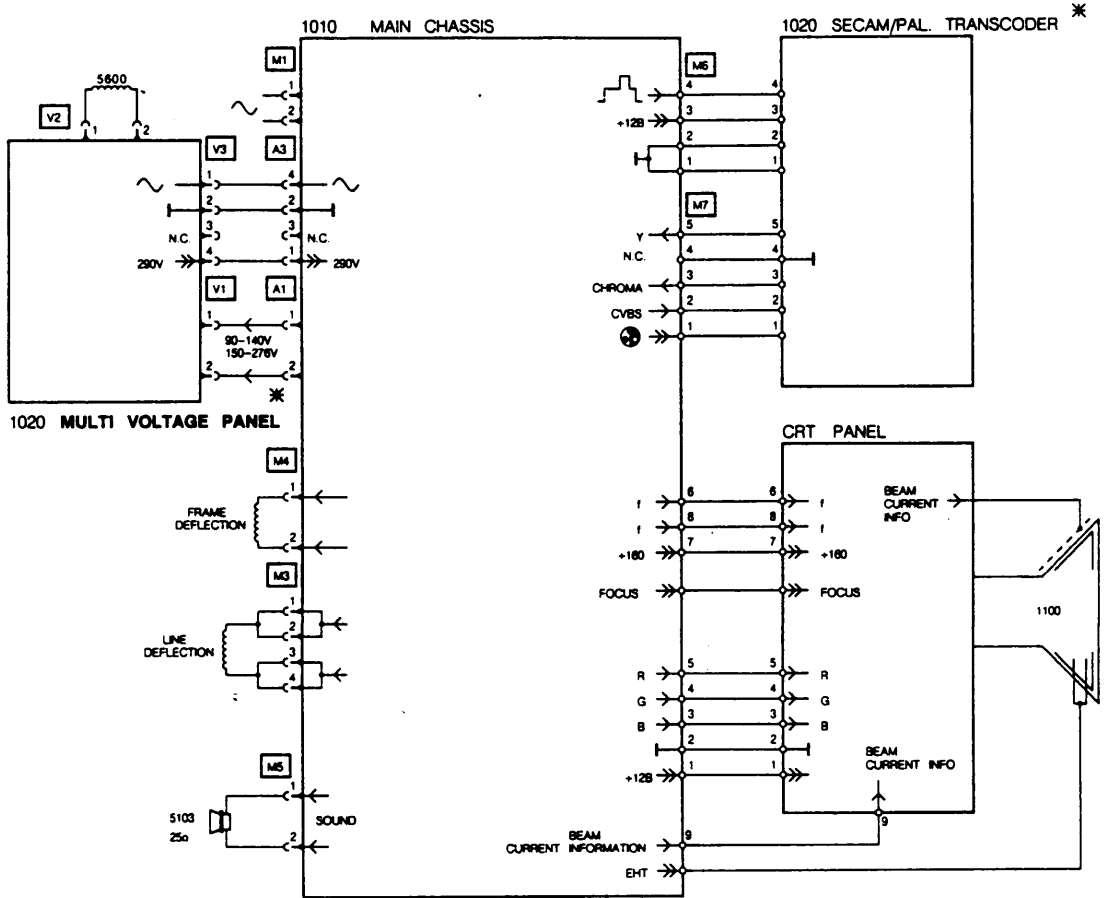 1010 MAIN CHASSIS
1020 SECAM/PAL. TRANSCODER
M1
1
2
5600
V2
1 2
V3 A3
1 4
2 2
3 3
N.C. N.C.
4 1
290V 290V
V1 A1
1 1
90-140V
150-276V
2 2
1020 MULTI VOLTAGE PANEL
M6
4 4
+12B 3 3
2 2
1 1
M7
Y 5 5
N.C. 4 4
CHROMA 3 3
CVBS 2 2
1 1
M4
1
FRAME
DEFLECTION
2
M3
1
2
LINE
DEFLECTION
3
4
M5
1
5103
25Ω
SOUND
2
CRT PANEL
f 6 6 f
f 8 8 f
+160 7 7 +160
FOCUS FOCUS
BEAM
CURRENT
INFO
1100
R 5 5 R
G 4 4 G
B 3 3 B
2 2
+12B 1 1
BEAM
CURRENT INFO
9
BEAM
CURRENT INFORMATION
9
EHT